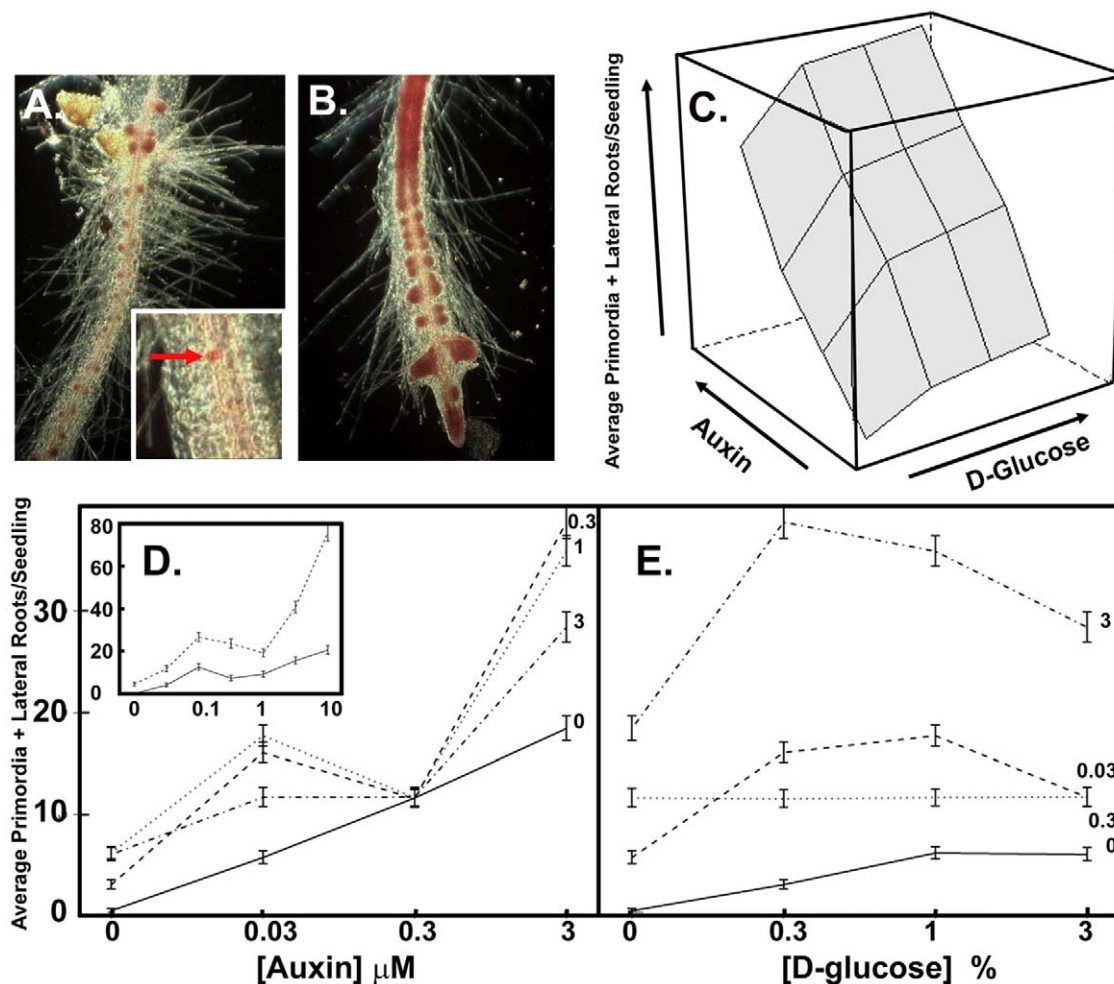 A.
B.
C.
Average Primordia + Lateral Roots/Seedling
Auxin
D-Glucose
Average Primordia + Lateral Roots/Seedling
D.
80
60
40
20
0
0 0.1 1 10
30
20
10
0
0.3
1
3
0
0 0.03 0.3 3
[Auxin] μM
E.
3
0.03
0.3
0
0 0.3 1 3
[D-glucose] %